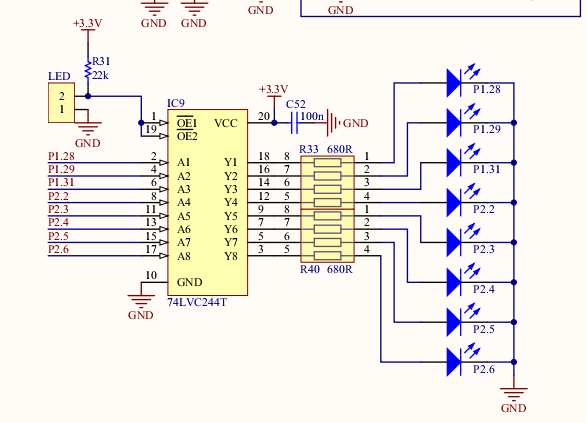 GND GND GND GND
+3.3V
R31
22k
LED
2
1
GND
IC9
+3.3V
C52
100n
GND
1 OE1 VCC 20
19 OE2
R33 680R
P1.28 2 A1 Y1 18 8 1
P1.29 4 A2 Y2 16 7 2
P1.31 6 A3 Y3 14 6 3
P2.2 8 A4 Y4 12 5 4
P2.3 11 A5 Y5 9 8 1
P2.4 13 A6 Y6 7 7 2
P2.5 15 A7 Y7 5 6 3
P2.6 17 A8 Y8 3 5 4
R40 680R
10 GND
74LVC244T
GND
P1.28
P1.29
P1.31
P2.2
P2.3
P2.4
P2.5
P2.6
GND